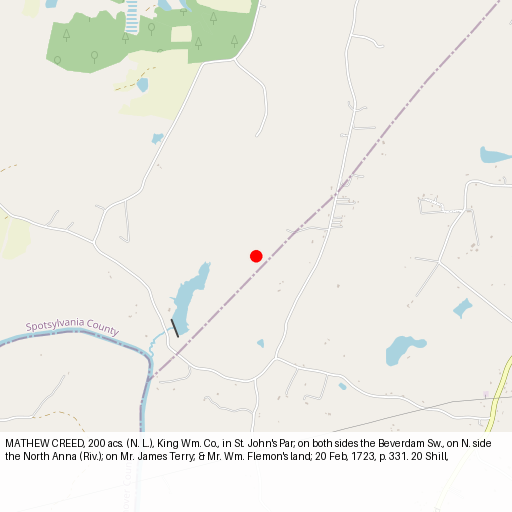 Spotsylvania County
MATHEW CREED, 200 acs. (N. L.), King Wm. Co., in St. John's Par, on both sides the Beverdam Sw., on N. side
the North Anna (Riv.); on Mr. James Terry; & Mr. Wm. Flemon's land; 20 Feb, 1723, p. 331. 20 Shill,